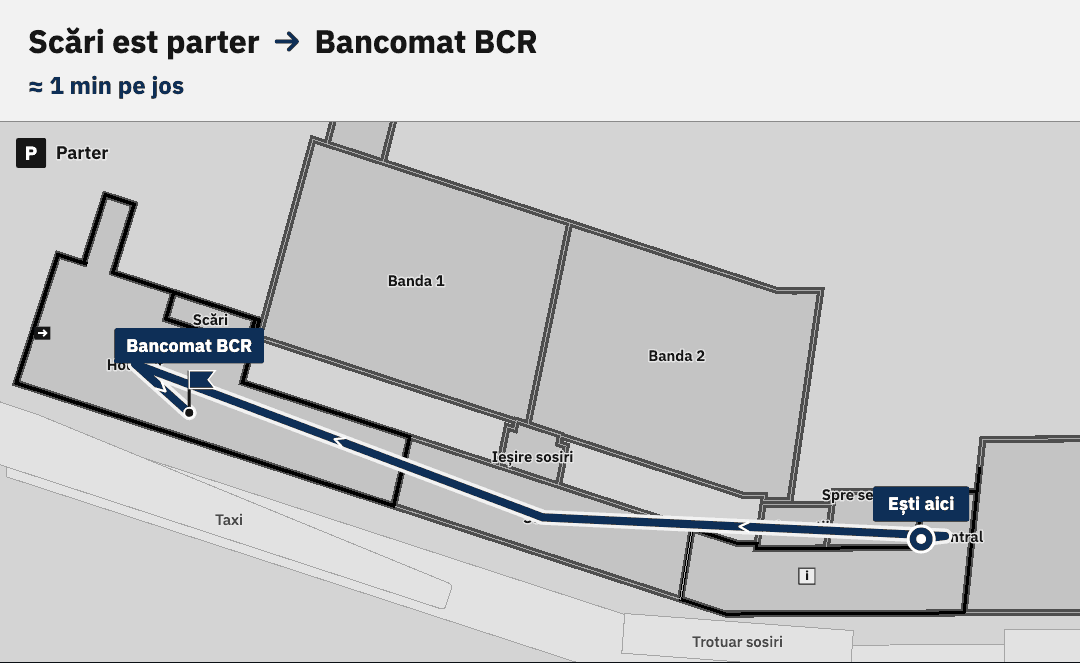 Scări est parter → Bancomat BCR
≈ 1 min pe jos
P Parter
Banda 1
Scări
Bancomat BCR
Banda 2
Ieșire sosiri
Ești aici
Taxi
i
Trotuar sosiri